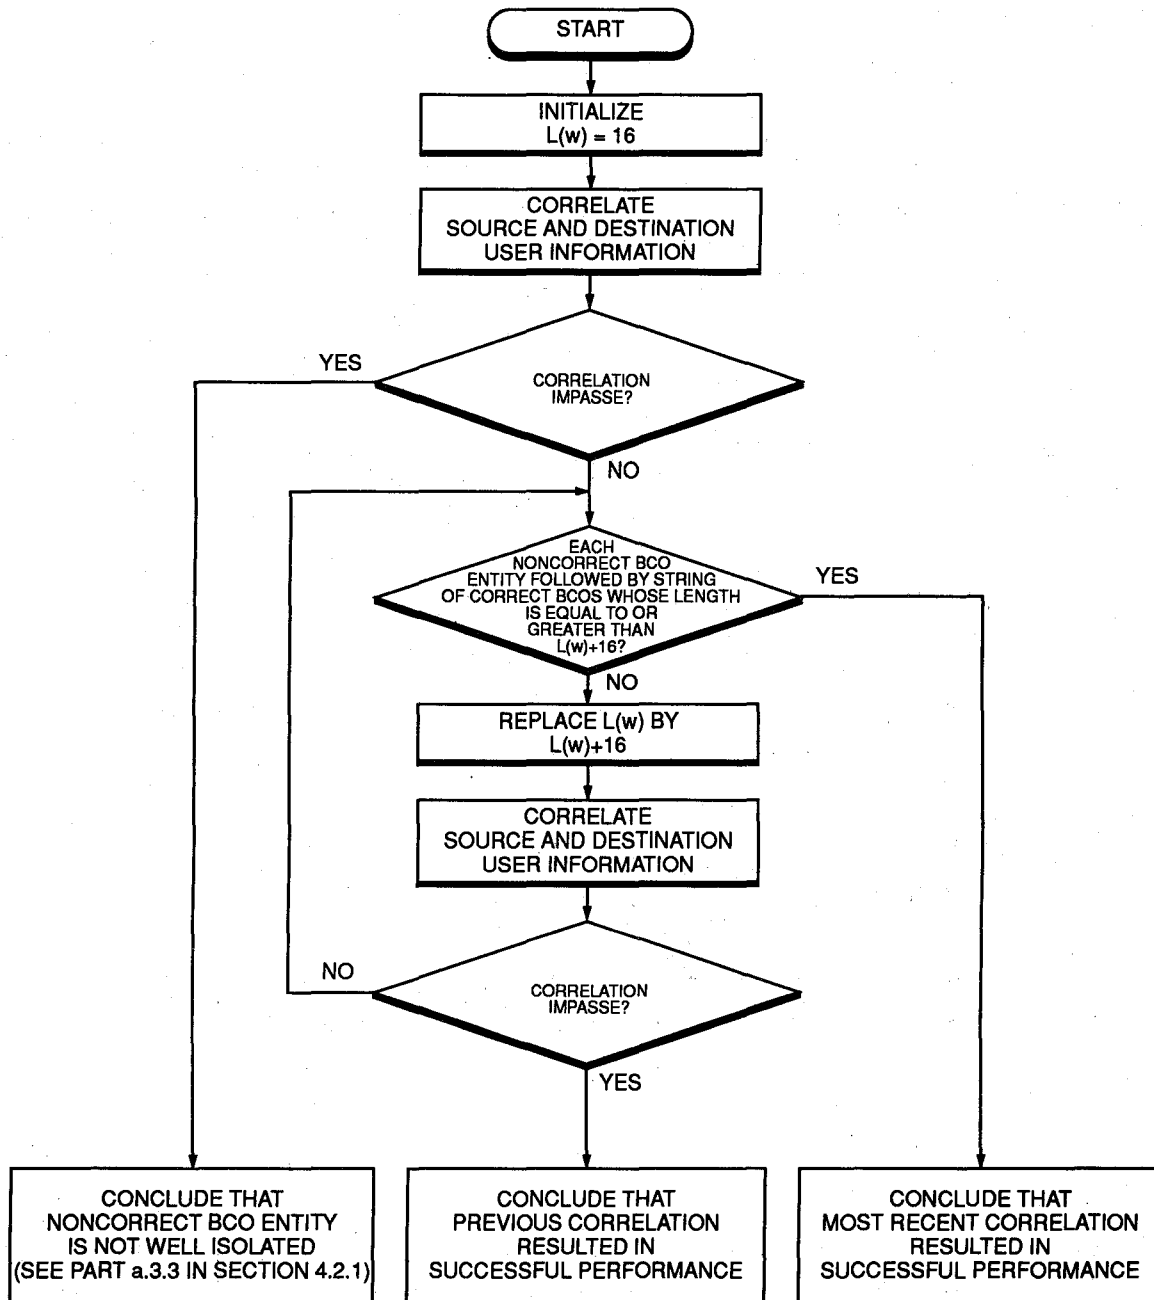 START
INITIALIZE
L(w) = 16
CORRELATE
SOURCE AND DESTINATION
USER INFORMATION
YES
CORRELATION
IMPASSE?
NO
EACH
NONCORRECT BCO
ENTITY FOLLOWED BY STRING
OF CORRECT BCOS WHOSE LENGTH
IS EQUAL TO OR
GREATER THAN
L(w)+16?
YES
NO
REPLACE L(w) BY
L(w)+16
CORRELATE
SOURCE AND DESTINATION
USER INFORMATION
NO
CORRELATION
IMPASSE?
YES
CONCLUDE THAT
NONCORRECT BCO ENTITY
IS NOT WELL ISOLATED
(SEE PART a.3.3 IN SECTION 4.2.1)
CONCLUDE THAT
PREVIOUS CORRELATION
RESULTED IN
SUCCESSFUL PERFORMANCE
CONCLUDE THAT
MOST RECENT CORRELATION
RESULTED IN
SUCCESSFUL PERFORMANCE